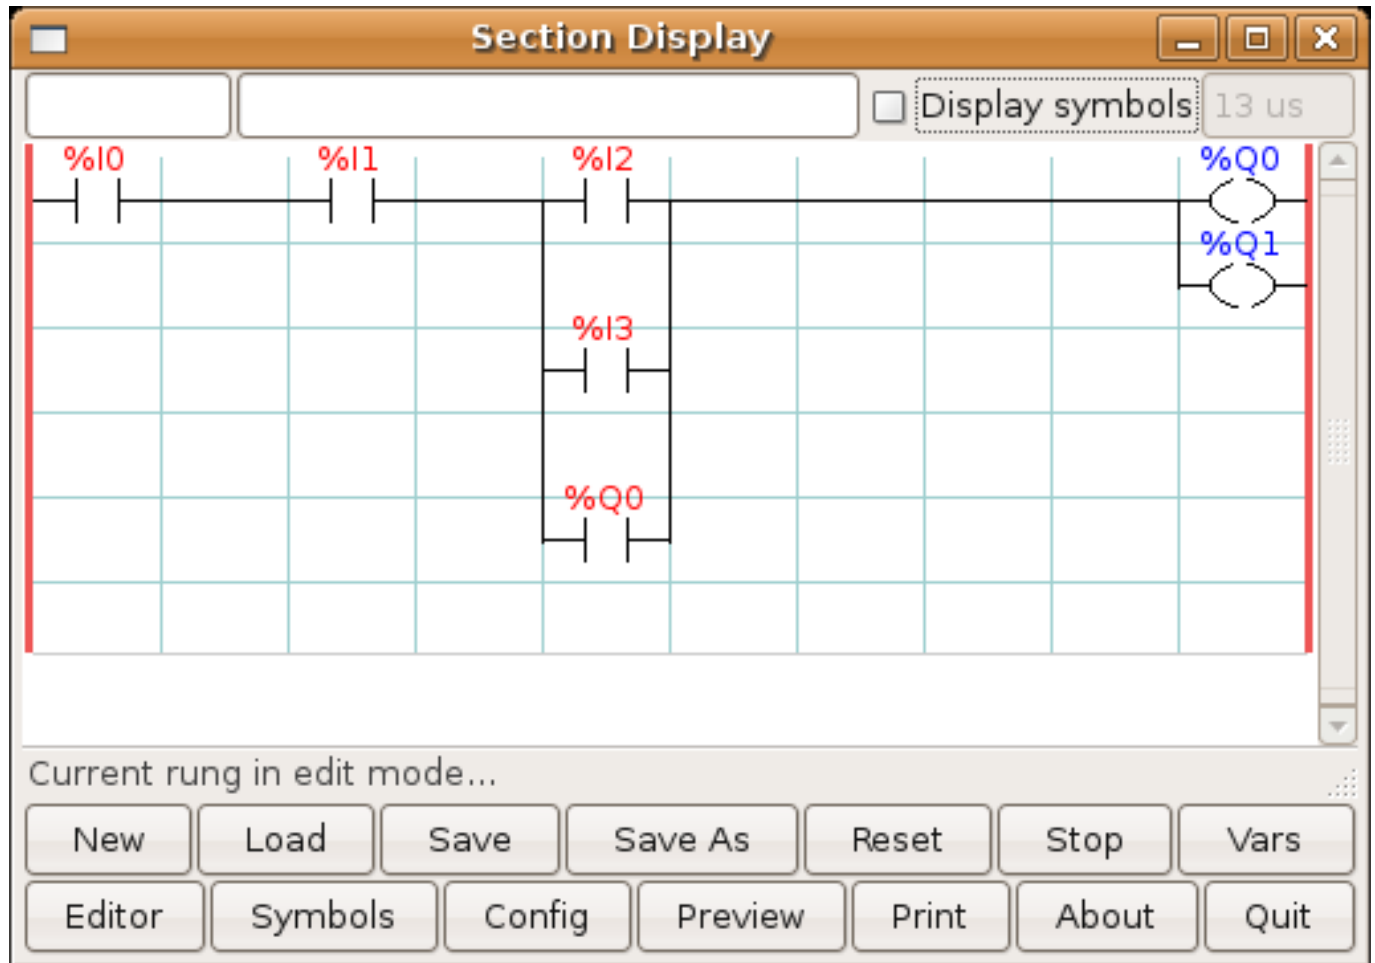 Section Display
Display symbols 13 us
%I0 %I1 %I2 %Q0
%Q1
%I3
%Q0
Current rung in edit mode...
New Load Save Save As Reset Stop Vars
Editor Symbols Config Preview Print About Quit